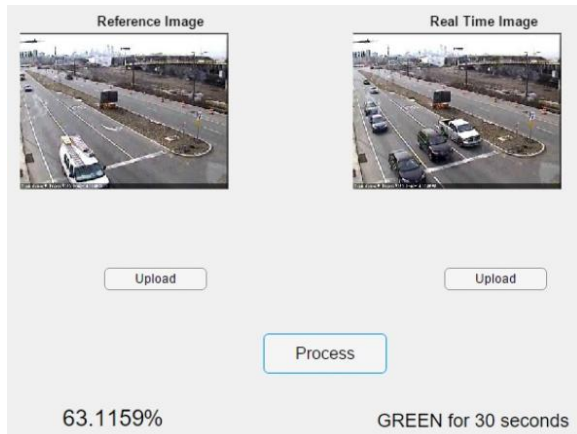 Reference Image
Real Time Image
Upload
Upload
Process
63.1159%
GREEN for 30 seconds